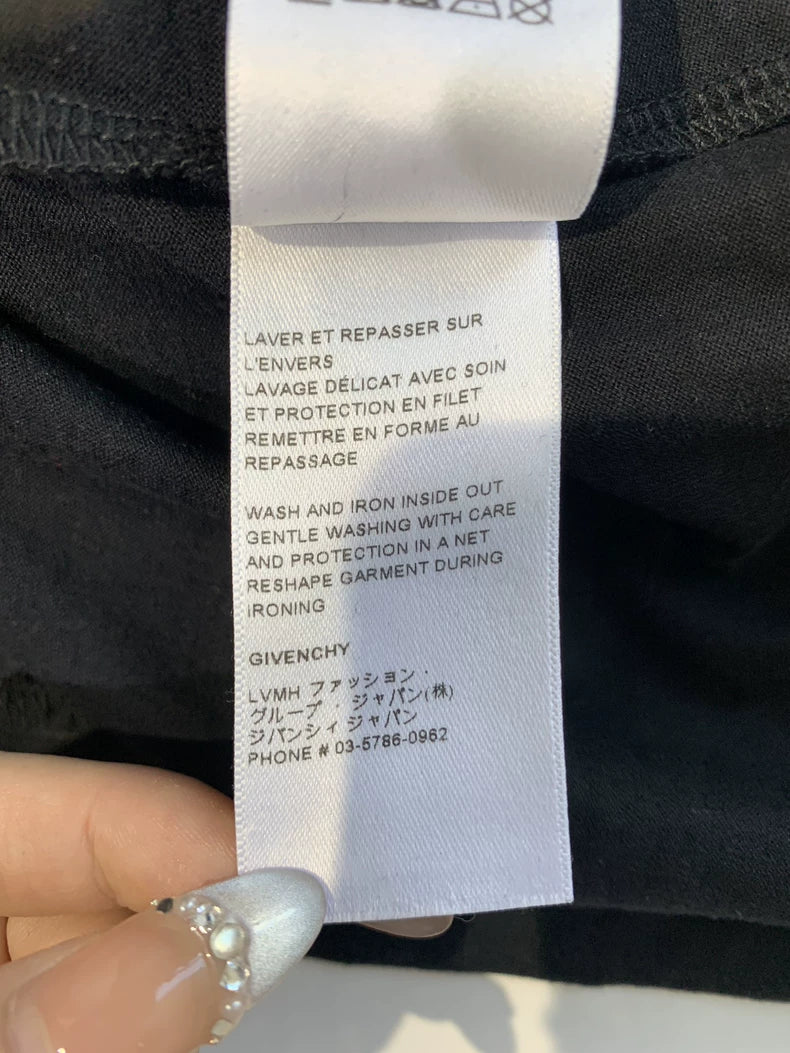 LAVER ET REPASSER SUR
L'ENVERS
LAVAGE DÉLICAT AVEC SOIN
ET PROTECTION EN FILET
REMETTRE EN FORME AU
REPASSAGE
WASH AND IRON INSIDE OUT
GENTLE WASHING WITH CARE
AND PROTECTION IN A NET
RESHAPE GARMENT DURING
IRONING
GIVENCHY
LVMH ファッション・
グループ・ジャパン(株)
ジバンシィ ジャパン
PHONE # 03-5786-0962